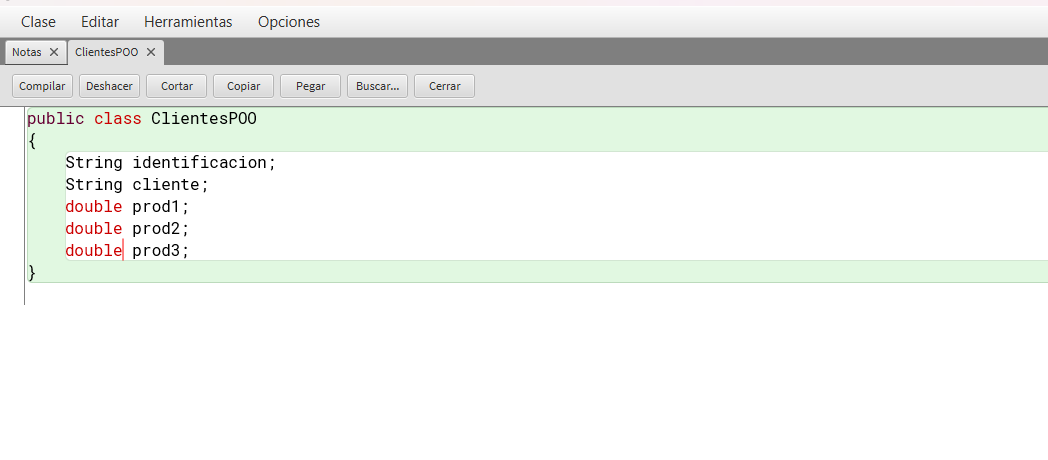 Clase Editar Herramientas Opciones
Notas ClientesPOO
Compilar Deshacer Cortar Copiar Pegar Buscar... Cerrar
public class ClientesPOO
{
    String identificacion;
    String cliente;
    double prod1;
    double prod2;
    double prod3;
}